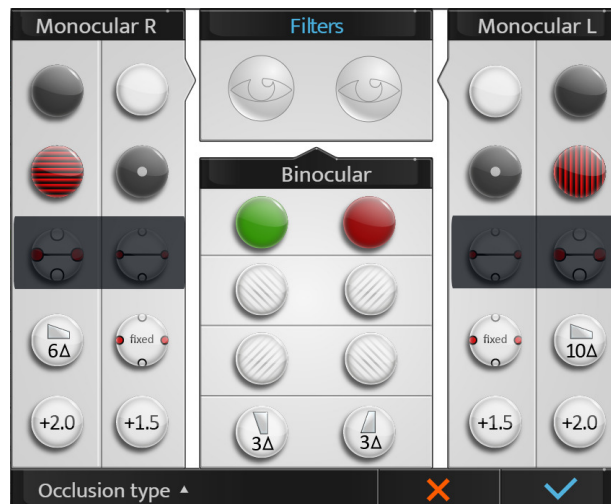 Monocular R
Filters
Monocular L
Binocular
6Δ
fixed
fixed
10Δ
+2.0
+1.5
3Δ
3Δ
+1.5
+2.0
Occlusion type